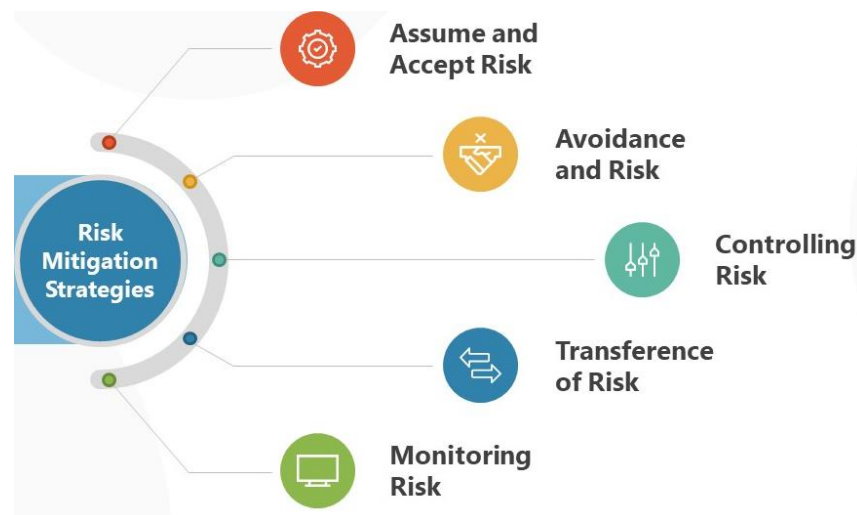 Assume and
Accept Risk
Avoidance
and Risk
Risk
Mitigation
Strategies
Controlling
Risk
Transference
of Risk
Monitoring
Risk